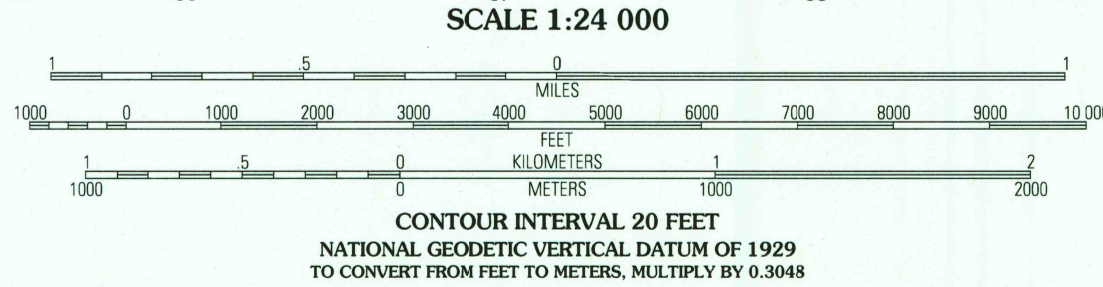 SCALE 1:24 000
1 .5 0 1
MILES
1000 0 1000 2000 3000 4000 5000 6000 7000 8000 9000 10 000
FEET
1 .5 0 KILOMETERS 1 2
1000 0 METERS 1000 2000
CONTOUR INTERVAL 20 FEET
NATIONAL GEODETIC VERTICAL DATUM OF 1929
TO CONVERT FROM FEET TO METERS, MULTIPLY BY 0.3048